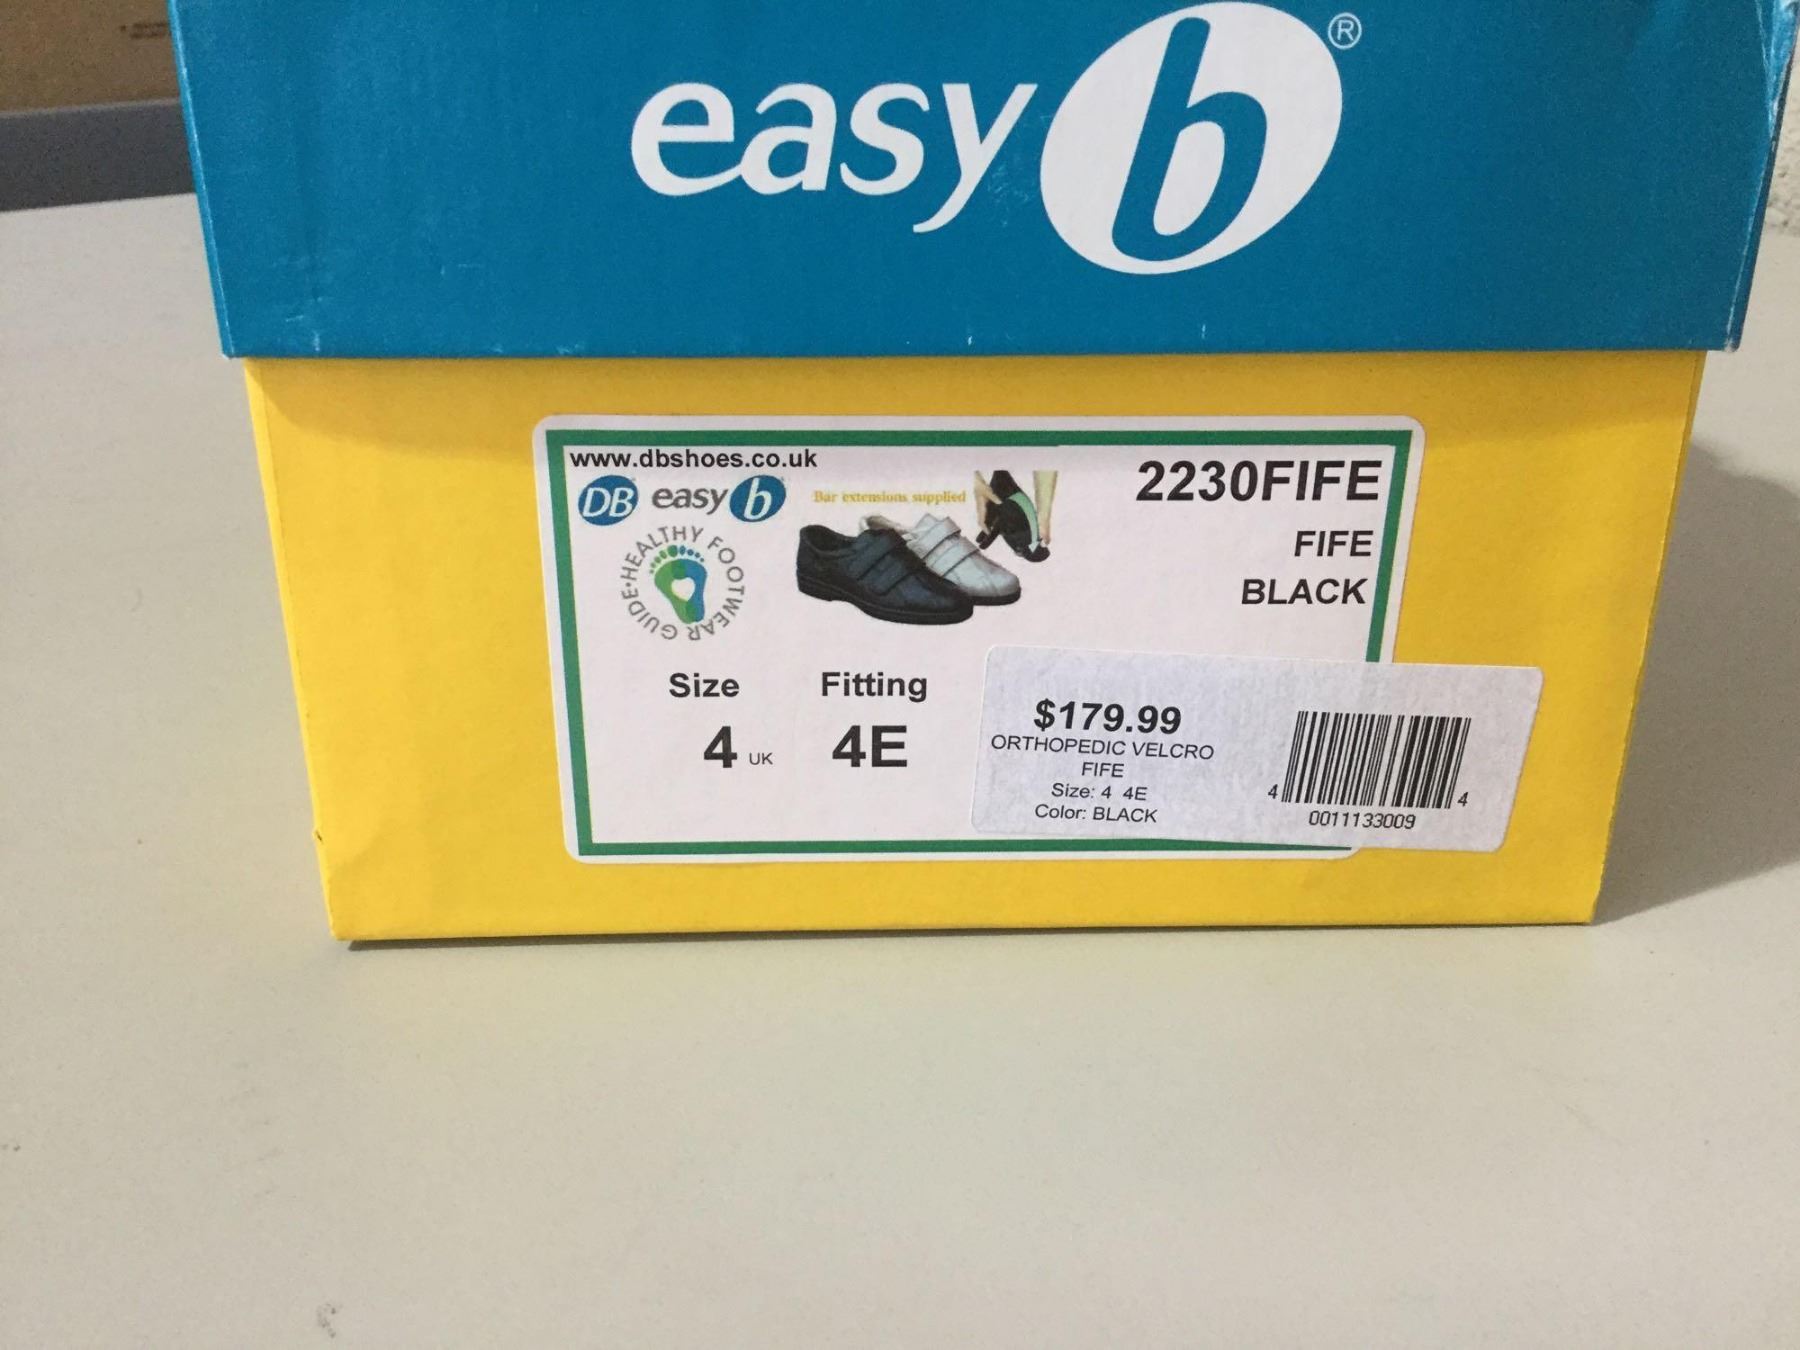 easy b ®
www.dbshoes.co.uk
DB easy b
Bar extensions supplied
2230FIFE
FIFE
BLACK
HEALTHY FOOTWEAR GUIDE•
Size Fitting
4 UK 4E
$179.99
ORTHOPEDIC VELCRO
FIFE
Size: 4 4E
Color: BLACK
4 4
0011133009